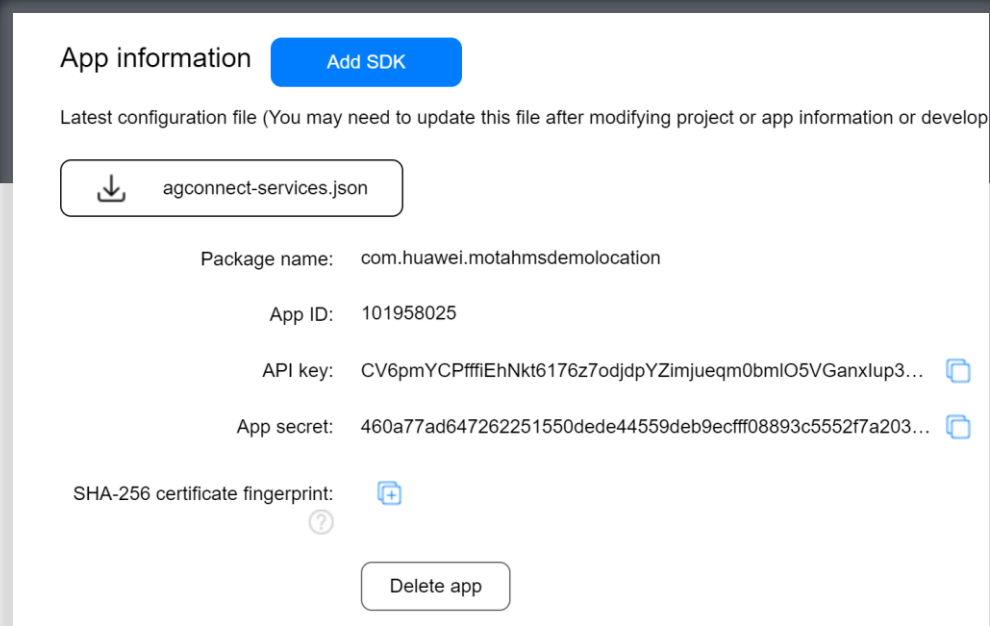 App information Add SDK
Latest configuration file (You may need to update this file after modifying project or app information or develop
agconnect-services.json
Package name: com.huawei.motahmsdemolocation
App ID: 101958025
API key: CV6pmYCPfffiEhNkt6176z7odjdpYZimjueqm0bmlO5VGanxIup3...
App secret: 460a77ad647262251550dede44559deb9ecfff08893c5552f7a203...
SHA-256 certificate fingerprint:
?
Delete app